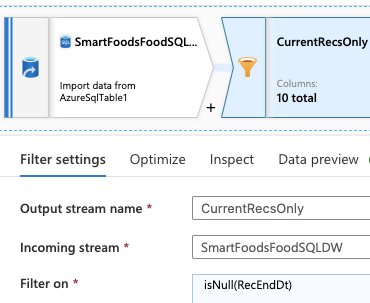 SmartFoodsFoodSQL...
Import data from
AzureSqlTable1
+
CurrentRecsOnly
Columns:
10 total
Filter settings
Optimize
Inspect
Data preview
Output stream name *
CurrentRecsOnly
Incoming stream *
SmartFoodsFoodSQLDW
Filter on *
isNull(RecEndDt)